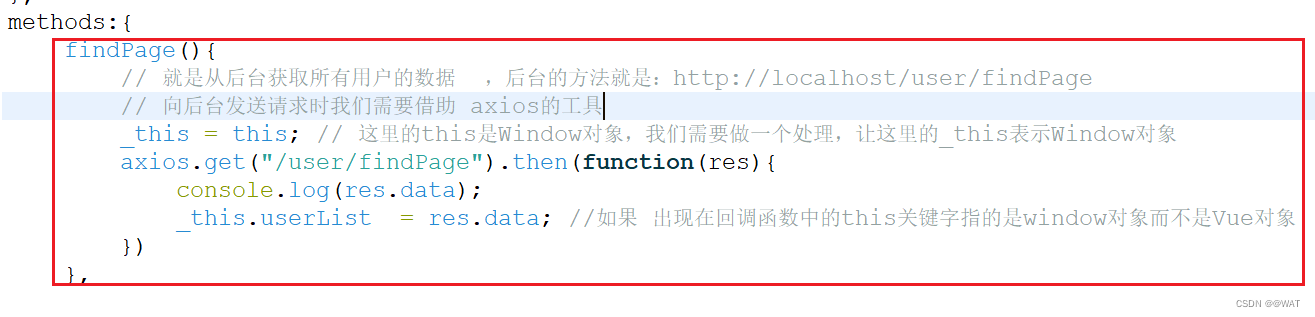 },
methods:{
findPage(){
// 就是从后台获取所有用户的数据 ，后台的方法就是：http://localhost/user/findPage
// 向后台发送请求时我们需要借助 axios的工具
_this = this; // 这里的this是Window对象，我们需要做一个处理，让这里的_this表示Window对象
axios.get("/user/findPage").then(function(res){
console.log(res.data);
_this.userList = res.data; //如果 出现在回调函数中的this关键字指的是window对象而不是Vue对象
})
},
CSDN @@WAT